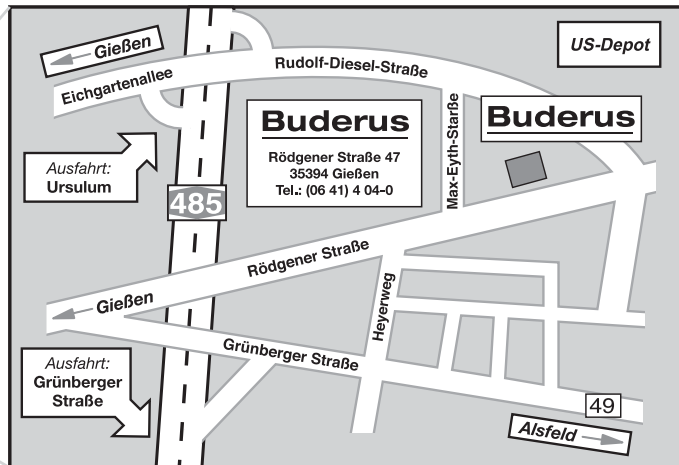 Gießen
Eichgartenallee
Rudolf-Diesel-Straße
US-Depot
Buderus
Rödgener Straße 47
35394 Gießen
Tel.: (06 41) 4 04-0
Max-Eyth-Starße
Buderus
Ausfahrt:
Ursulum
485
Rödgener Straße
Gießen
Heyerweg
Grünberger Straße
Ausfahrt:
Grünberger
Straße
49
Alsfeld